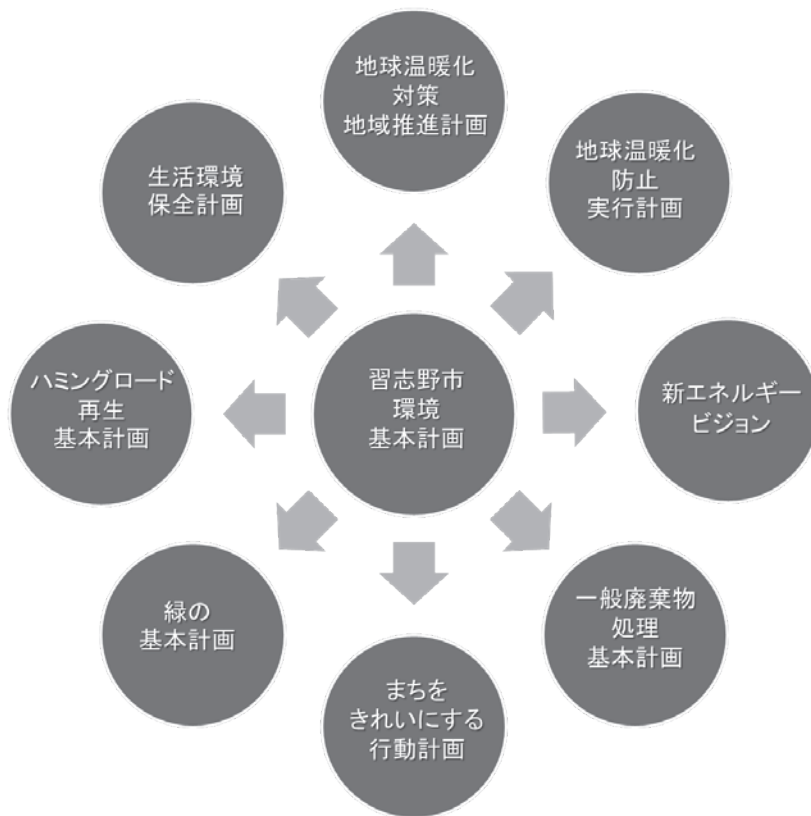 地球温暖化
対策
地域推進計画
地球温暖化
防止
実行計画
生活環境
保全計画
ハミングロード
再生
基本計画
習志野市
環境
基本計画
新エネルギー
ビジョン
緑の
基本計画
一般廃棄物
処理
基本計画
まちを
きれいにする
行動計画